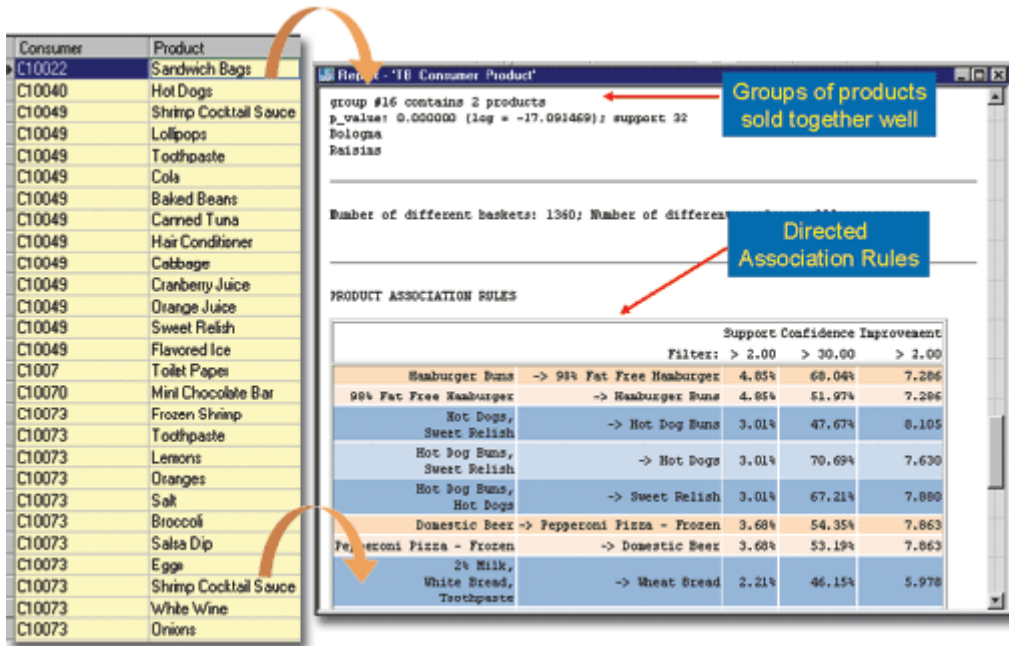 Consumer Product
C10022 Sandwich Bags
C10040 Hot Dogs
C10049 Shrimp Cocktail Sauce
C10049 Lollipops
C10049 Toothpaste
C10049 Cola
C10049 Baked Beans
C10049 Canned Tuna
C10049 Hair Conditioner
C10049 Cabbage
C10049 Cranberry Juice
C10049 Orange Juice
C10049 Sweet Relish
C10049 Flavored Ice
C1007 Toilet Paper
C10070 Mini Chocolate Bar
C10073 Frozen Shrimp
C10073 Toothpaste
C10073 Lemons
C10073 Oranges
C10073 Salt
C10073 Broccoli
C10073 Salsa Dip
C10073 Eggs
C10073 Shrimp Cocktail Sauce
C10073 White Wine
C10073 Onions
Report - 'TB Consumer Product'
group #16 contains 2 products
p_value: 0.000000 (log = -17.091469); support 32
Bologna
Raisins
Groups of products
sold together well
Number of different baskets: 1360; Number of different
Directed
Association Rules
PRODUCT ASSOCIATION RULES
Support Confidence Improvement
Filter: > 2.00 > 30.00 > 2.00
Hamburger Buns -> 98% Fat Free Hamburger 4.85% 68.04% 7.286
98% Fat Free Hamburger -> Hamburger Buns 4.85% 51.97% 7.286
Hot Dogs,
Sweet Relish -> Hot Dog Buns 3.01% 47.67% 8.105
Hot Dog Buns,
Sweet Relish -> Hot Dogs 3.01% 70.69% 7.630
Hot Dog Buns,
Hot Dogs -> Sweet Relish 3.01% 67.21% 7.880
Domestic Beer -> Pepperoni Pizza - Frozen 3.68% 54.35% 7.863
Pepperoni Pizza - Frozen -> Domestic Beer 3.68% 53.19% 7.863
2% Milk,
White Bread,
Toothpaste -> Wheat Bread 2.21% 46.15% 5.978